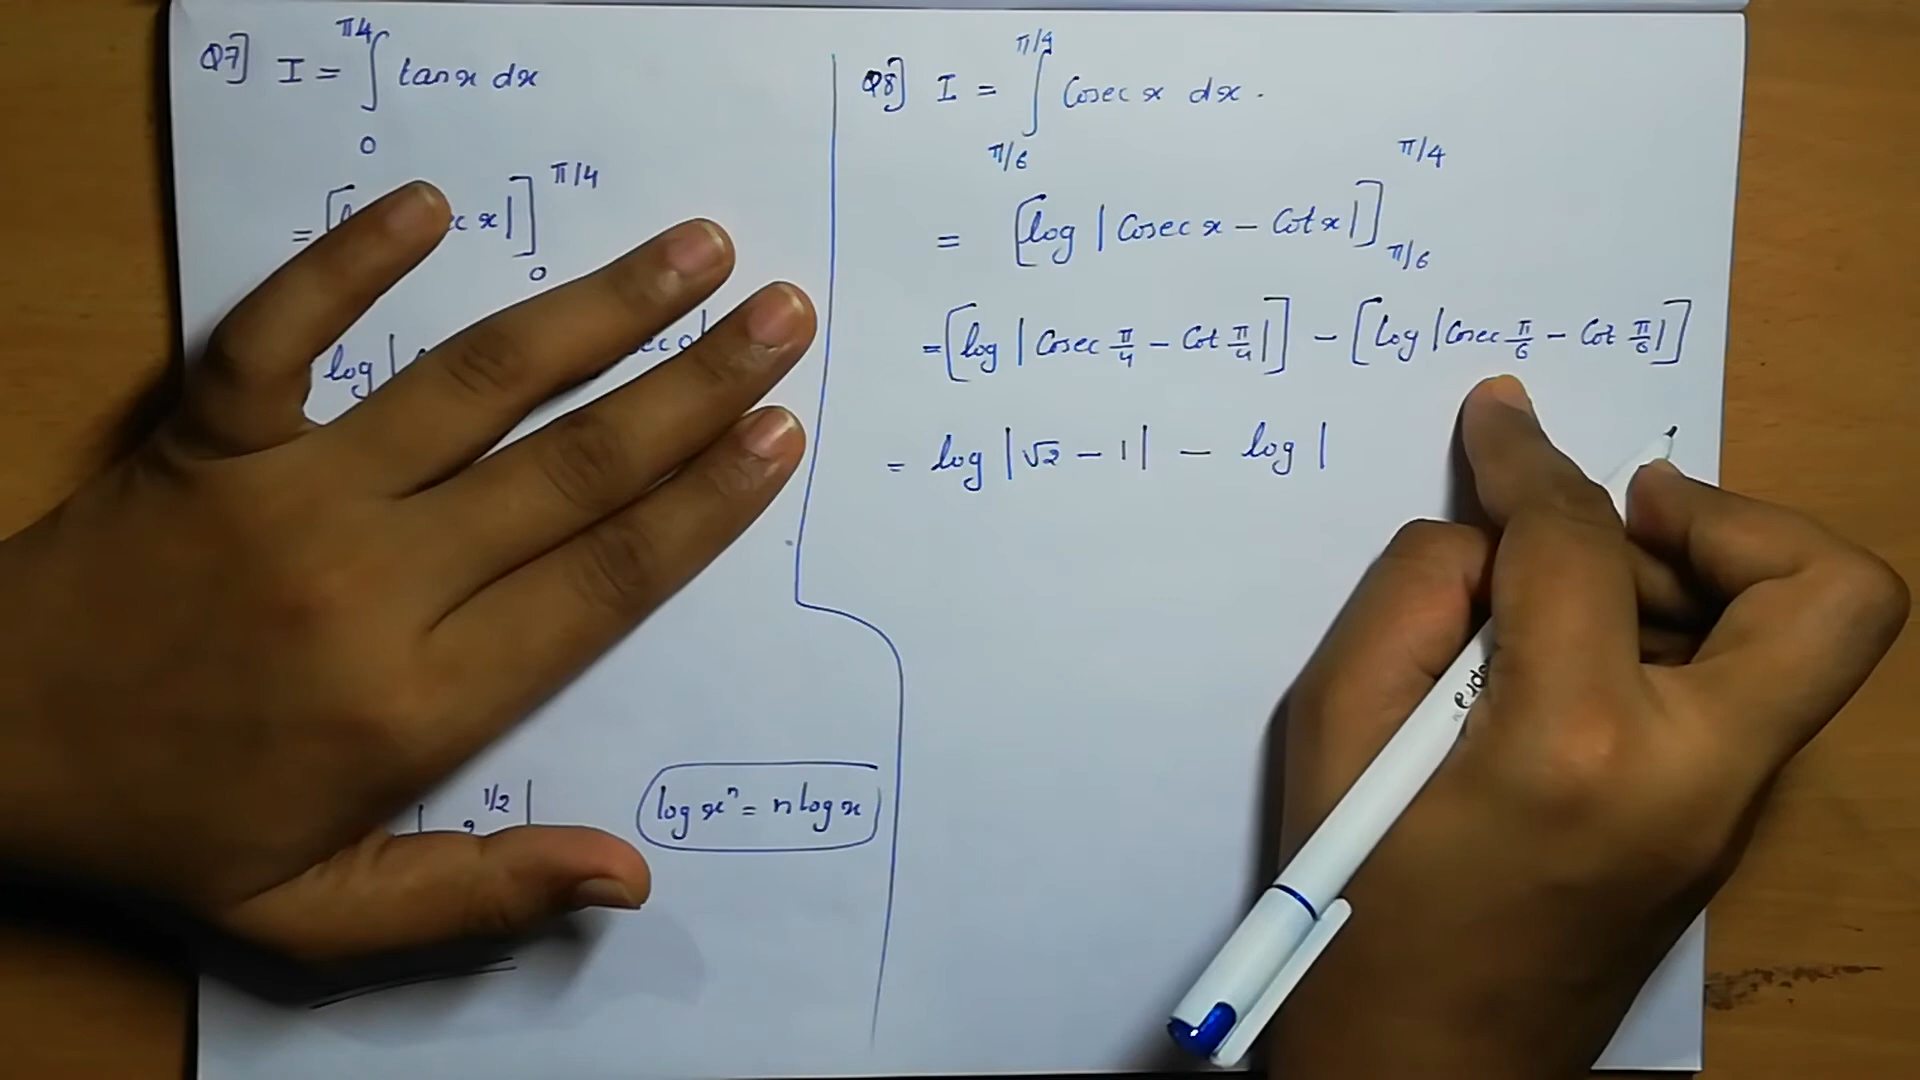 Q7] I = ∫ tan x dx
π/4
0
= [ ec x|]
π/4
0
log| sec 0|
1/2
log xⁿ = n log x
Q8] I = ∫ Cosec x dx.
π/4
π/6
= [log |Cosec x – Cot x|]
π/4
π/6
= [log | Cosec π/4 – Cot π/4|] – [log |Cosec π/6 – Cot π/6|]
= log |√2 – 1| – log |